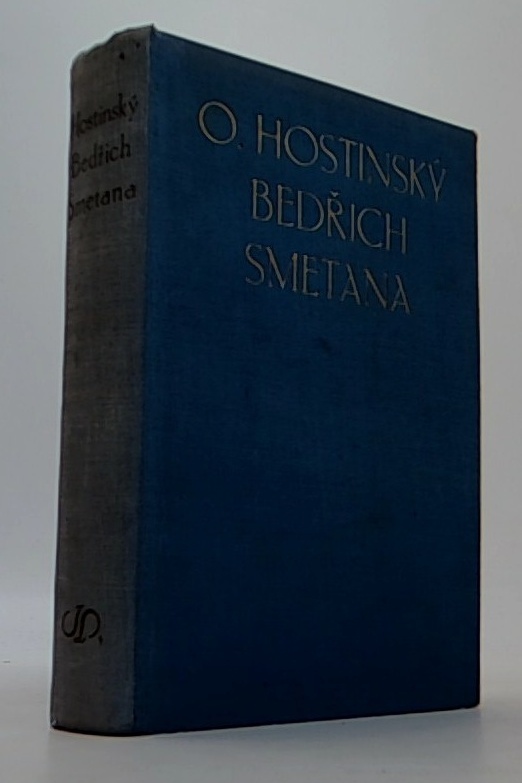 O. HOSTINSKÝ
BEDŘICH
SMETANA
Hostinský
Bedřich
Smetana